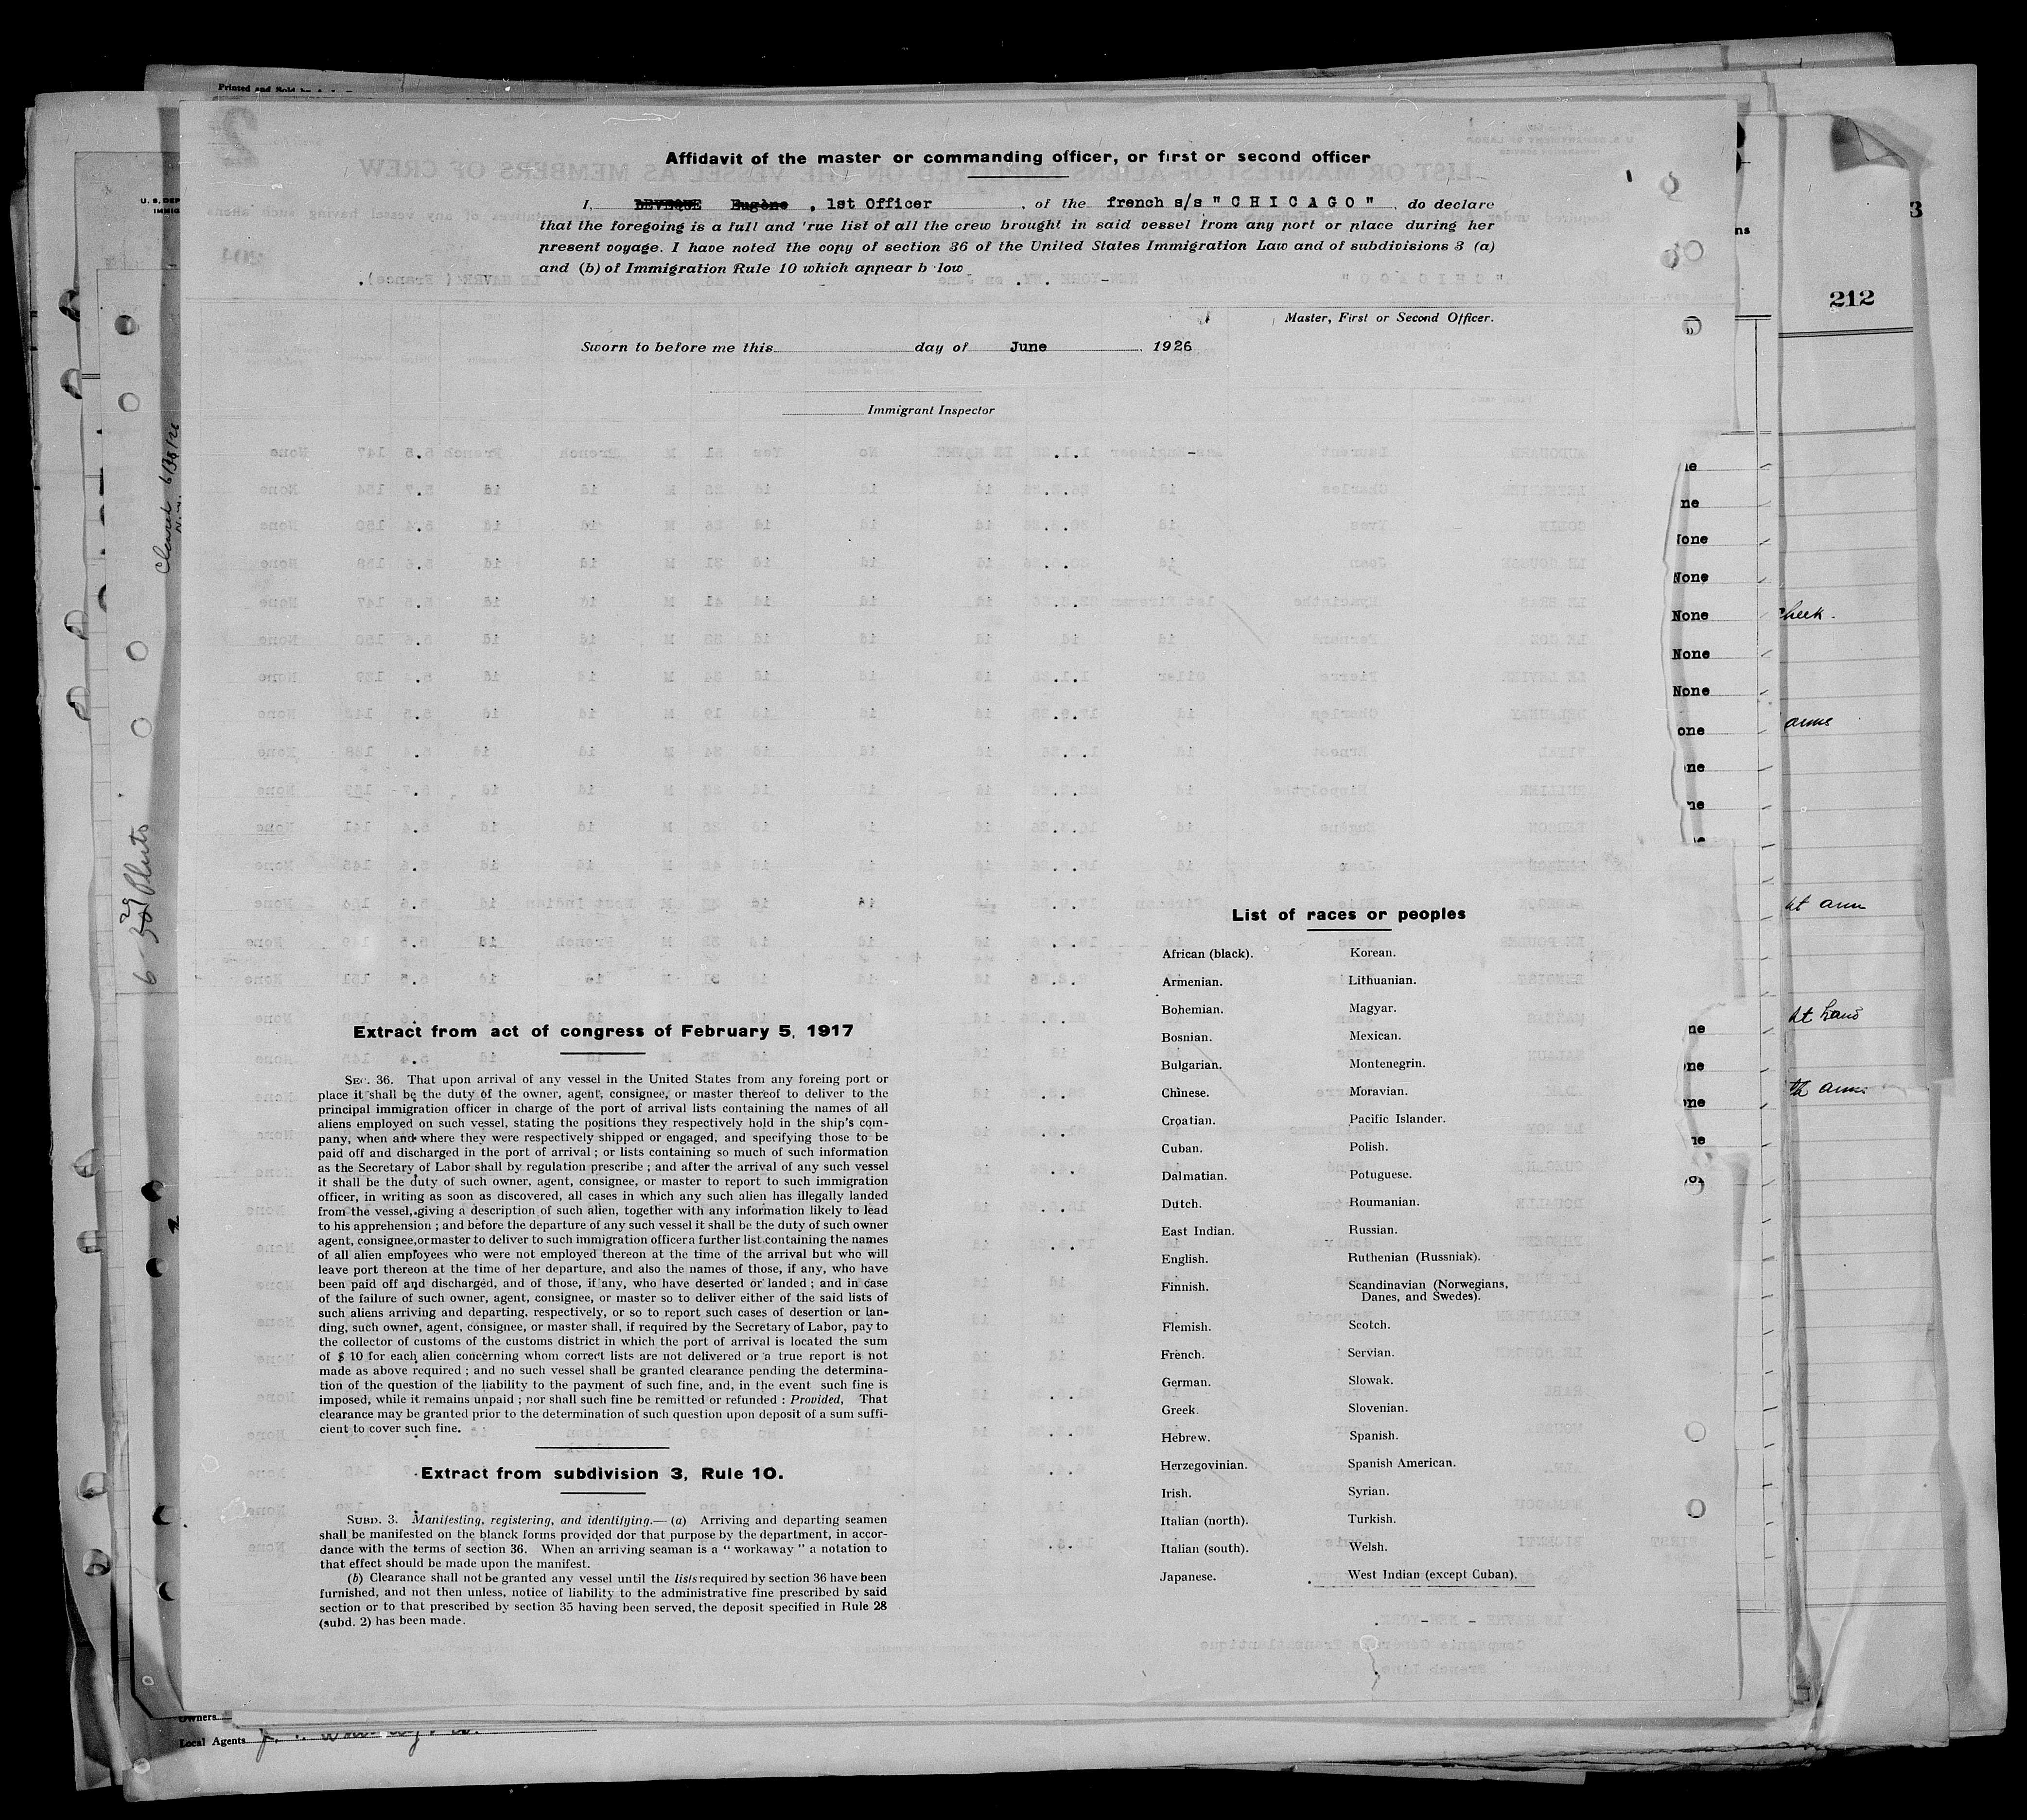 Printed and Sold by
U. S. DEP
IMMIG
Affidavit of the master or commanding officer, or first or second officer
I, LEVEQUE Eugène , 1st Officer , of the french s/s " C H I C A G O " , do declare
that the foregoing is a full and 'rue list of all the crew brought in said vessel from any port or place during her
present voyage. I have noted the copy of section 36 of the United States Immigration Law and of subdivisions 3 (a)
and (b) of Immigration Rule 10 which appear b low
Master, First or Second Officer.
Sworn to before me this day of June 1926
Immigrant Inspector
Extract from act of congress of February 5, 1917
SEC. 36. That upon arrival of any vessel in the United States from any foreing port or
place it shall be the duty of the owner, agent, consignee, or master thereof to deliver to the
principal immigration officer in charge of the port of arrival lists containing the names of all
aliens employed on such vessel, stating the positions they respectively hold in the ship's com-
pany, when and where they were respectively shipped or engaged, and specifying those to be
paid off and discharged in the port of arrival ; or lists containing so much of such information
as the Secretary of Labor shall by regulation prescribe ; and after the arrival of any such vessel
it shall be the duty of such owner, agent, consignee, or master to report to such immigration
officer, in writing as soon as discovered, all cases in which any such alien has illegally landed
from the vessel, giving a description of such alien, together with any information likely to lead
to his apprehension ; and before the departure of any such vessel it shall be the duty of such owner
agent, consignee, or master to deliver to such immigration officer a further list containing the names
of all alien employees who were not employed thereon at the time of the arrival but who will
leave port thereon at the time of her departure, and also the names of those, if any, who have
been paid off and discharged, and of those, if any, who have deserted or landed ; and in case
of the failure of such owner, agent, consignee, or master so to deliver either of the said lists of
such aliens arriving and departing. respectively, or so to report such cases of desertion or lan-
ding, such owner, agent, consignee, or master shall, if required by the Secretary of Labor, pay to
the collector of customs of the customs district in which the port of arrival is located the sum
of $ 10 for each alien concerning whom correct lists are not delivered or a true report is not
made as above required ; and no such vessel shall be granted clearance pending the determina-
tion of the question of the liability to the payment of such fine, and, in the event such fine is
imposed, while it remains unpaid ; nor shall such fine be remitted or refunded : Provided, That
clearance may be granted prior to the determination of such question upon deposit of a sum suffi-
cient to cover such fine.
Extract from subdivision 3, Rule 10.
SUBD. 3. Manifesting, registering, and identifying.— (a) Arriving and departing seamen
shall be manifested on the blanck forms provided dor that purpose by the department, in accor-
dance with the terms of section 36. When an arriving seaman is a " workaway " a notation to
that effect should be made upon the manifest.
(b) Clearance shall not be granted any vessel until the lists required by section 36 have been
furnished, and not then unless, notice of liability to the administrative fine prescribed by said
section or to that prescribed by section 35 having been served, the deposit specified in Rule 28
(subd. 2) has been made.
List of races or peoples
African (black).
Armenian.
Bohemian.
Bosnian.
Bulgarian.
Chinese.
Croatian.
Cuban.
Dalmatian.
Dutch.
East Indian.
English.
Finnish.
Flemish.
French.
German.
Greek.
Hebrew.
Herzegovinian.
Irish.
Italian (north).
Italian (south).
Japanese.
Korean.
Lithuanian.
Magyar.
Mexican.
Montenegrin.
Moravian.
Pacific Islander.
Polish.
Potuguese.
Roumanian.
Russian.
Ruthenian (Russniak).
Scandinavian (Norwegians,
Danes, and Swedes).
Scotch.
Servian.
Slowak.
Slovenian.
Spanish.
Spanish American.
Syrian.
Turkish.
Welsh.
West Indian (except Cuban).
3
ns
212
None
None
None
None
cheek.
arms
at arm
at hand
arms
Owners
Local Agents